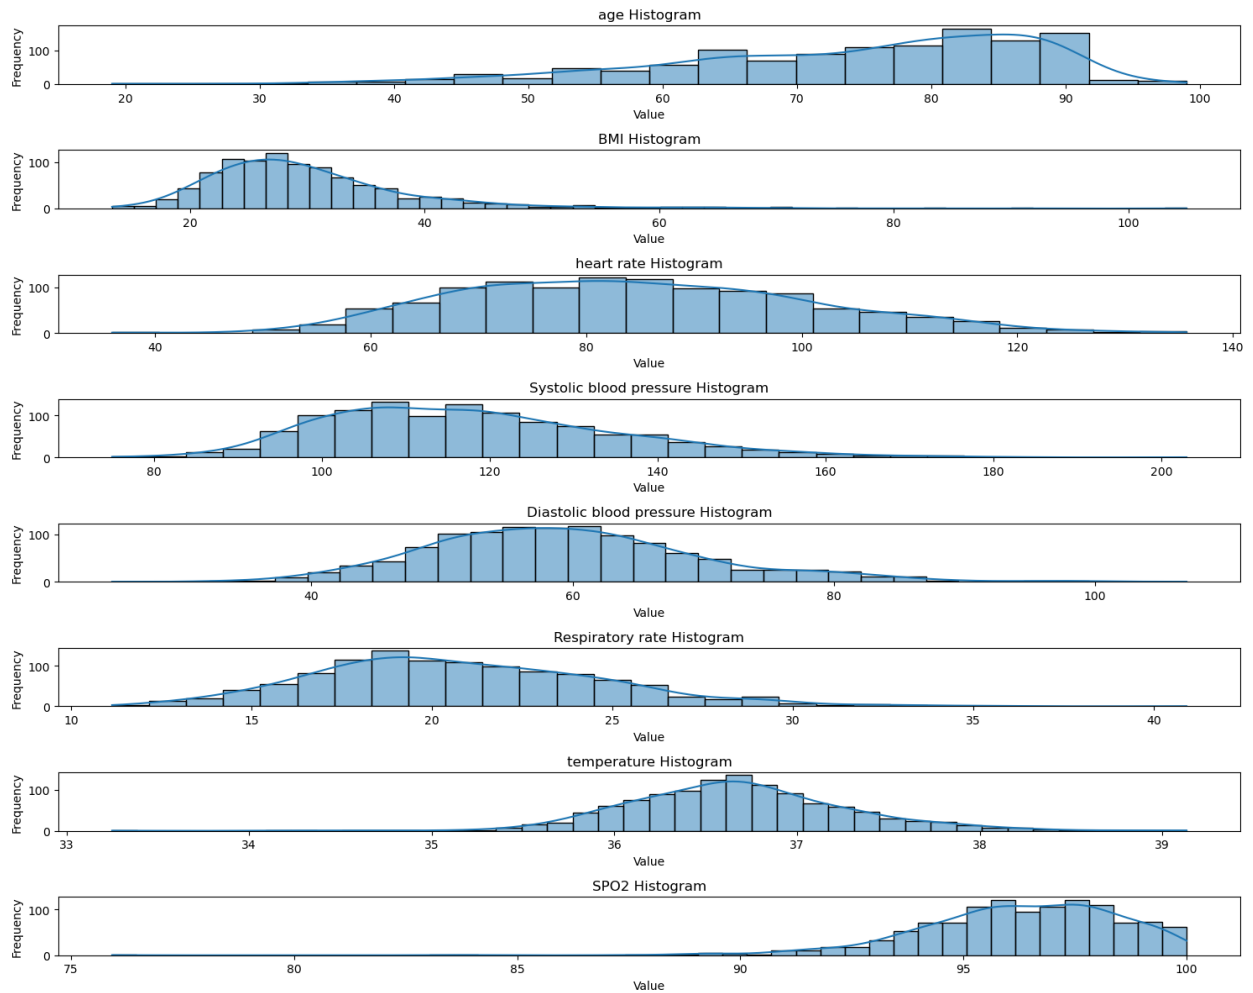 age Histogram
Frequency
100
0
20 30 40 50 60 70 80 90 100
Value
BMI Histogram
Frequency
100
0
20 40 60 80 100
Value
heart rate Histogram
Frequency
100
0
40 60 80 100 120 140
Value
Systolic blood pressure Histogram
Frequency
100
0
80 100 120 140 160 180 200
Value
Diastolic blood pressure Histogram
Frequency
100
0
40 60 80 100
Value
Respiratory rate Histogram
Frequency
100
0
10 15 20 25 30 35 40
Value
temperature Histogram
Frequency
100
0
33 34 35 36 37 38 39
Value
SPO2 Histogram
Frequency
100
0
75 80 85 90 95 100
Value